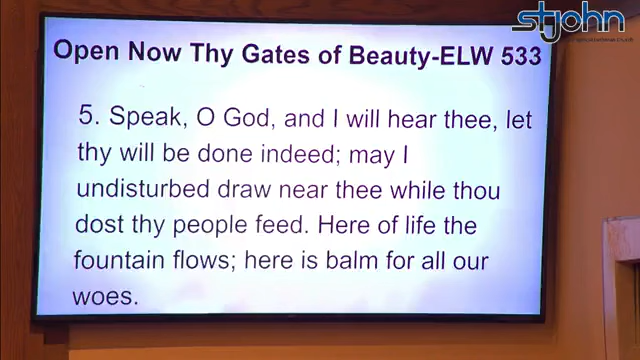 stjohn
Open Now Thy Gates of Beauty-ELW 533
5. Speak, O God, and I will hear thee, let
thy will be done indeed; may I
undisturbed draw near thee while thou
dost thy people feed. Here of life the
fountain flows; here is balm for all our
woes.